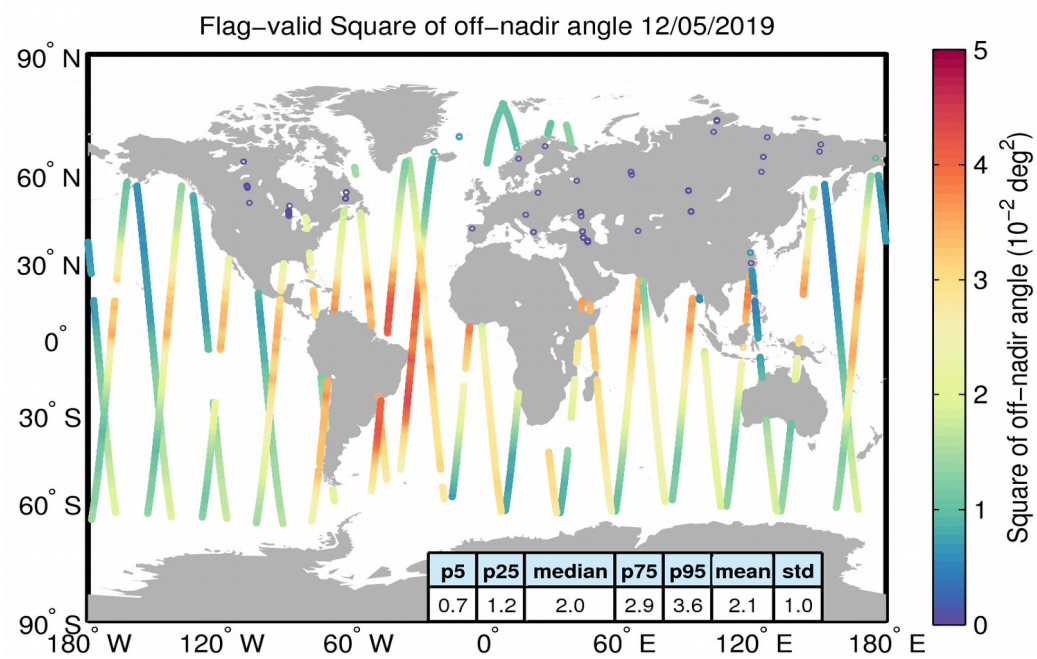 Flag−valid Square of off−nadir angle 12/05/2019
90° N
60° N
30° N
0°
30° S
60° S
90° S
180° W
120° W
60° W
0°
60° E
120° E
180° E
p5 p25 median p75 p95 mean std
0.7 1.2 2.0 2.9 3.6 2.1 1.0
5
4
3
2
1
0
Square of off−nadir angle (10⁻² deg²)